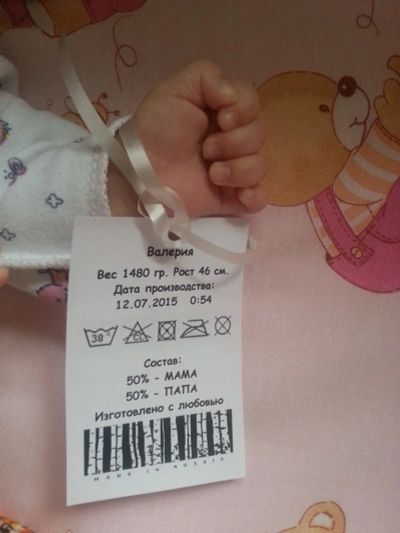 Валерия
Вес 1480 гр. Рост 46 см.
Дата производства:
12.07.2015 0:54
38°
CL
Состав:
50% - МАМА
50% - ПАПА
Изготовлено с любовью
MADE IN RUSSIA